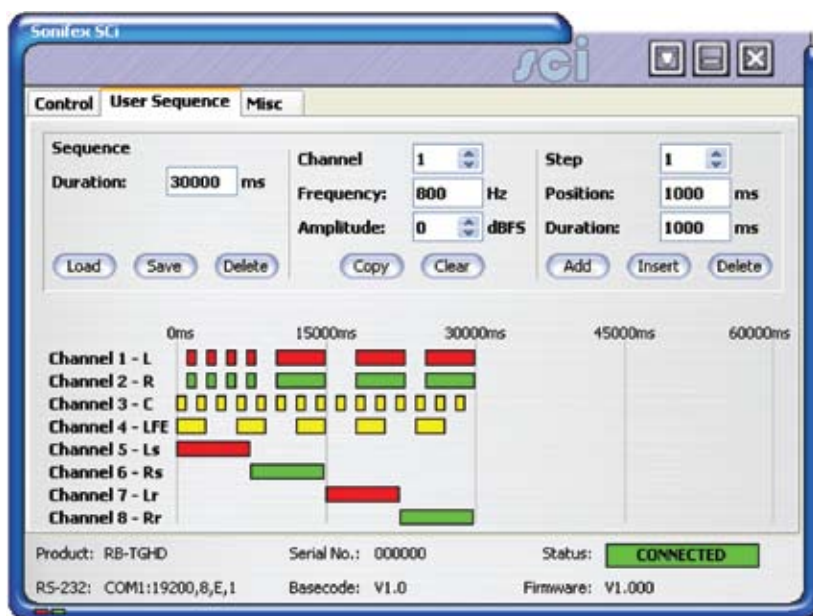 Sonifex SCi
sci
Control User Sequence Misc
Sequence
Duration: 30000 ms
Channel 1
Frequency: 800 Hz
Amplitude: 0 dBFS
Step 1
Position: 1000 ms
Duration: 1000 ms
Load Save Delete Copy Clear Add Insert Delete
0ms 15000ms 30000ms 45000ms 60000ms
Channel 1 - L
Channel 2 - R
Channel 3 - C
Channel 4 - LFE
Channel 5 - Ls
Channel 6 - Rs
Channel 7 - Lr
Channel 8 - Rr
Product: RB-TGHD Serial No.: 000000 Status: CONNECTED
RS-232: COM1:19200,8,E,1 Basecode: V1.0 Firmware: V1.000